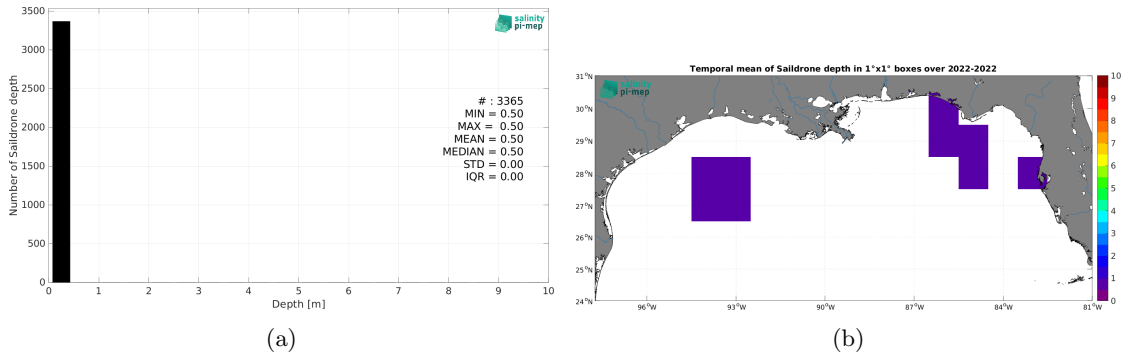 3500
3000
2500
2000
1500
1000
500
0
Number of Saildrone depth
0 1 2 3 4 5 6 7 8 9 10
Depth [m]
salinity
pi-mep
# : 3365
MIN = 0.50
MAX = 0.50
MEAN = 0.50
MEDIAN = 0.50
STD = 0.00
IQR = 0.00
(a)
Temporal mean of Saildrone depth in 1°x1° boxes over 2022-2022
salinity
pi-mep
31°N
30°N
29°N
28°N
27°N
26°N
25°N
24°N
96°W 93°W 90°W 87°W 84°W 81°W
10
9
8
7
6
5
4
3
2
1
0
(b)